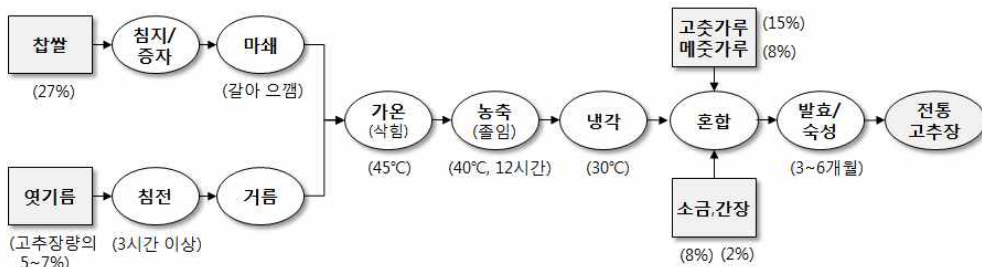 찹쌀
(27%)
침지/
증자
마쇄
(갈아 으깸)
엿기름
(고추장량의
5~7%)
침전
(3시간 이상)
거름
가온
(삭힘)
(45℃)
농축
(졸임)
(40℃, 12시간)
냉각
(30℃)
고춧가루 (15%)
메줏가루 (8%)
혼합
소금,간장
(8%) (2%)
발효/
숙성
(3~6개월)
전통
고추장